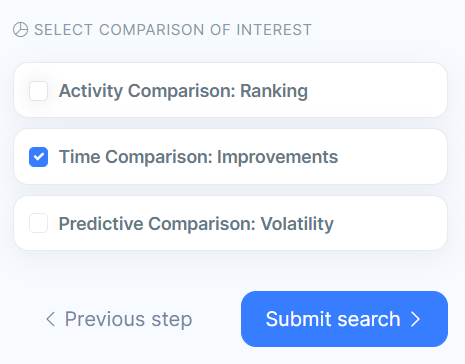 SELECT COMPARISON OF INTEREST
Activity Comparison: Ranking
Time Comparison: Improvements
Predictive Comparison: Volatility
Previous step
Submit search